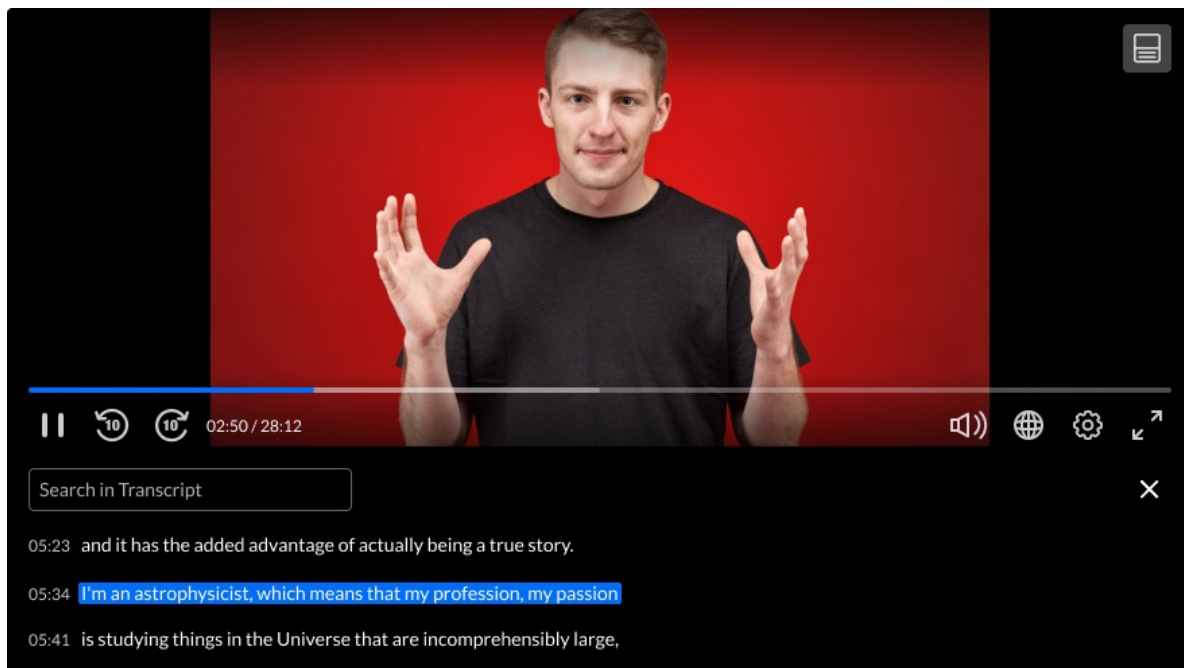 10
10
02:50 / 28:12
Search in Transcript
05:23 and it has the added advantage of actually being a true story.
05:34 I'm an astrophysicist, which means that my profession, my passion
05:41 is studying things in the Universe that are incomprehensibly large,